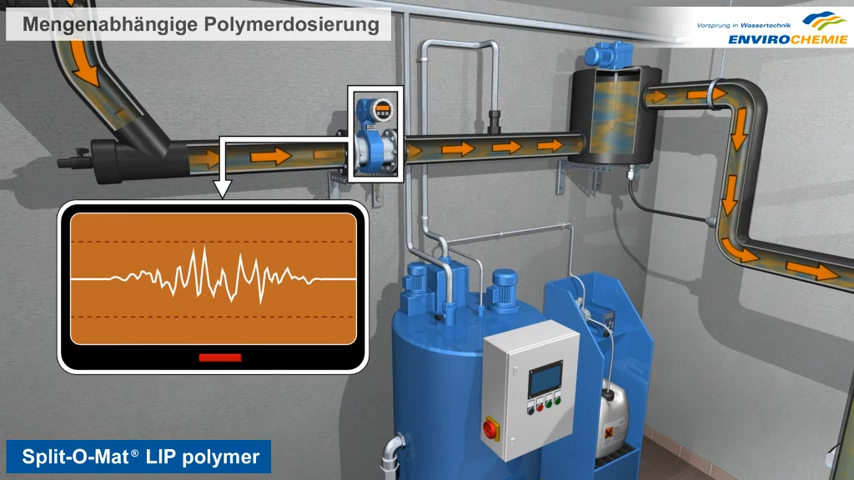 Mengenabhängige Polymerdosierung
Vorsprung in Wassertechnik
ENVIROCHEMIE
Split-O-Mat® LIP polymer